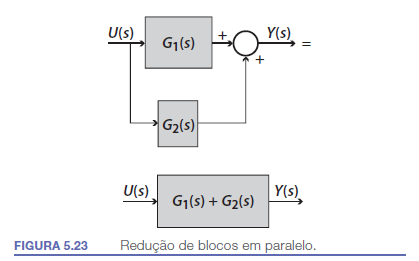 U(s)
G1(s)
+
Y(s)
=
+
G2(s)
U(s)
G1(s) + G2(s)
Y(s)
FIGURA 5.23 Redução de blocos em paralelo.